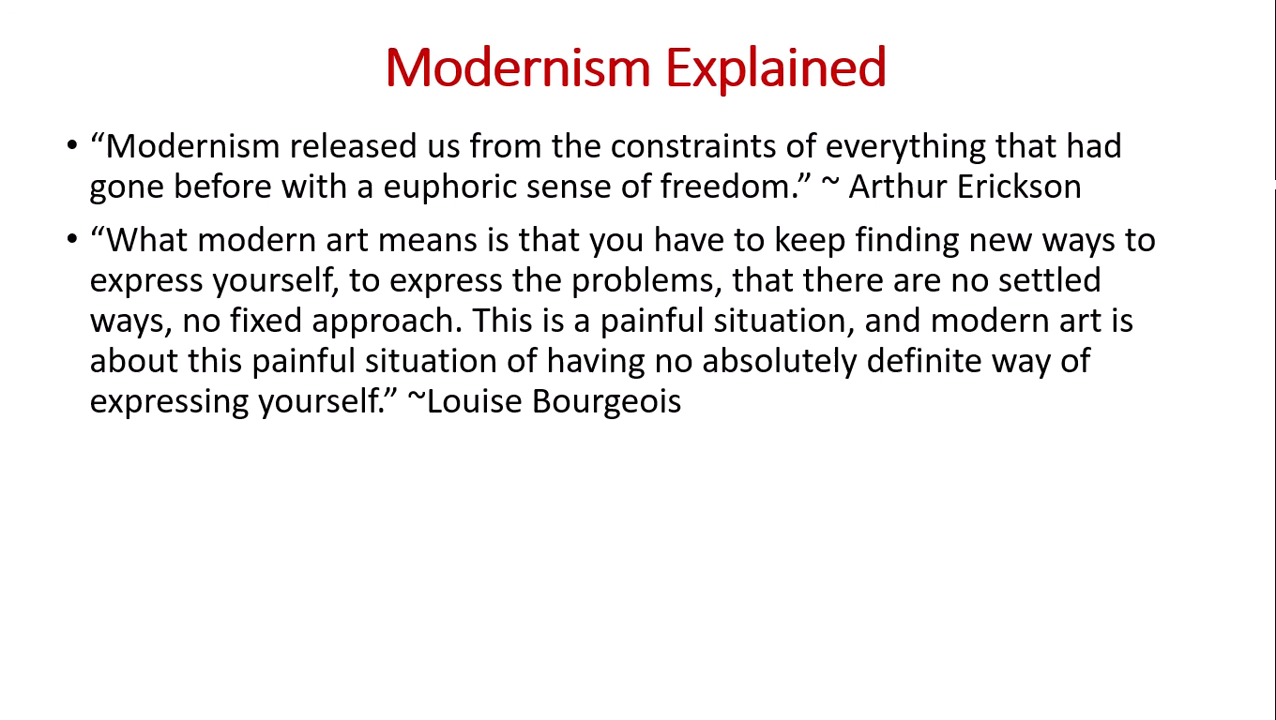 Modernism Explained
• “Modernism released us from the constraints of everything that had
gone before with a euphoric sense of freedom.” ~ Arthur Erickson
• “What modern art means is that you have to keep finding new ways to
express yourself, to express the problems, that there are no settled
ways, no fixed approach. This is a painful situation, and modern art is
about this painful situation of having no absolutely definite way of
expressing yourself.” ~Louise Bourgeois